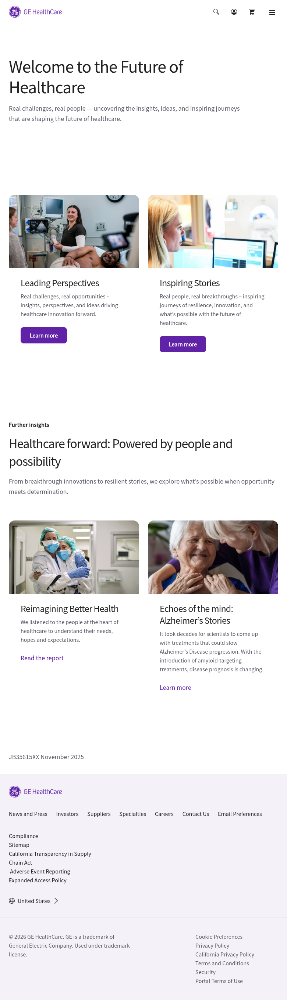 GE HealthCare
Welcome to the Future of
Healthcare
Real challenges, real people — uncovering the insights, ideas, and inspiring journeys
that are shaping the future of healthcare.
Leading Perspectives
Real challenges, real opportunities –
insights, perspectives, and ideas driving
healthcare innovation forward.
Learn more
Inspiring Stories
Real people, real breakthroughs – inspiring
journeys of resilience, innovation, and
what’s possible with the future of
healthcare.
Learn more
Further insights
Healthcare forward: Powered by people and
possibility
From breakthrough innovations to resilient stories, we explore what’s possible when opportunity
meets determination.
Reimagining Better Health
We listened to the people at the heart of
healthcare to understand their needs,
hopes and expectations.
Read the report
Echoes of the mind:
Alzheimer’s Stories
It took decades for scientists to come up
with treatments that could slow
Alzheimer’s Disease progression. With the
introduction of amyloid-targeting
treatments, disease prognosis is changing.
Learn more
JB35615XX November 2025
GE HealthCare
News and Press Investors Suppliers Specialties Careers Contact Us Email Preferences
Compliance
Sitemap
California Transparency in Supply
Chain Act
Adverse Event Reporting
Expanded Access Policy
United States
© 2026 GE HealthCare. GE is a trademark of
General Electric Company. Used under trademark
license.
Cookie Preferences
Privacy Policy
California Privacy Policy
Terms and Conditions
Security
Portal Terms of Use